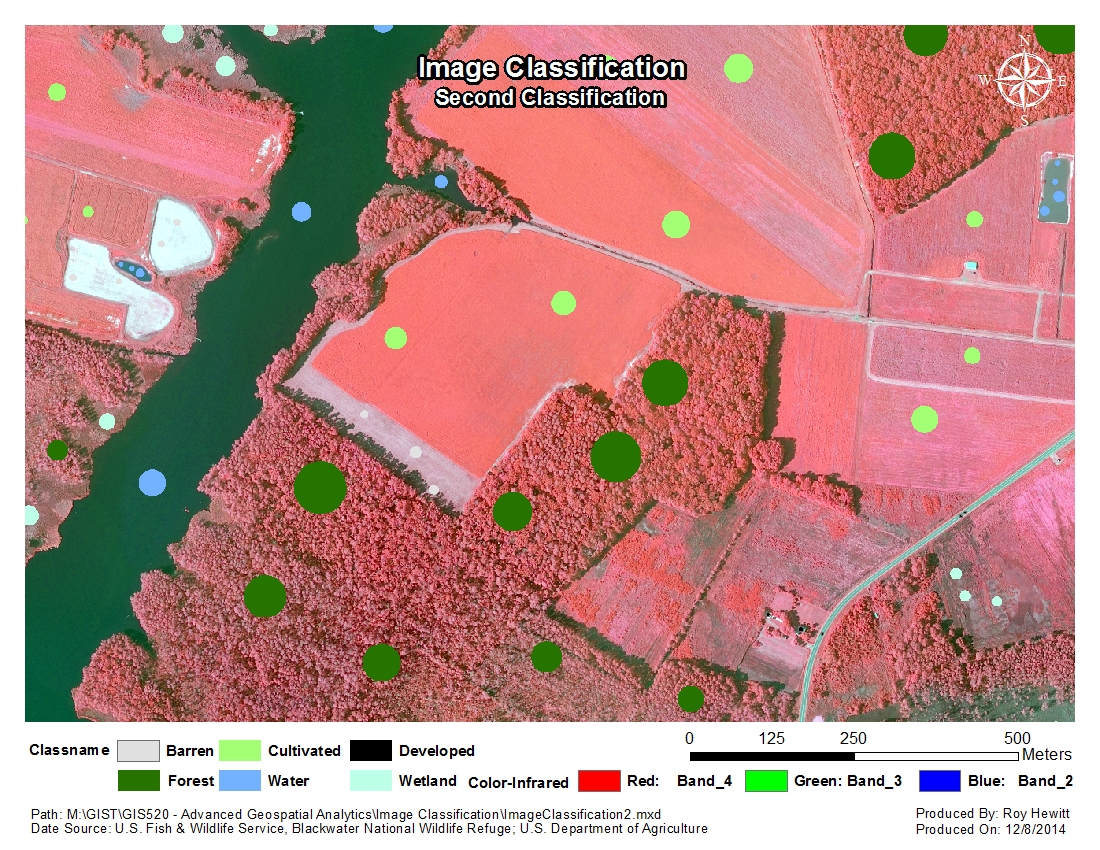 Image Classification
Second Classification
N
W E
S
Classname Barren Cultivated Developed
Forest Water Wetland
0 125 250 500
Meters
Color-Infrared Red: Band_4 Green: Band_3 Blue: Band_2
Path: M:\GIST\GIS520 - Advanced Geospatial Analytics\Image Classification\ImageClassification2.mxd
Date Source: U.S. Fish & Wildlife Service, Blackwater National Wildlife Refuge; U.S. Department of Agriculture
Produced By: Roy Hewitt
Produced On: 12/8/2014